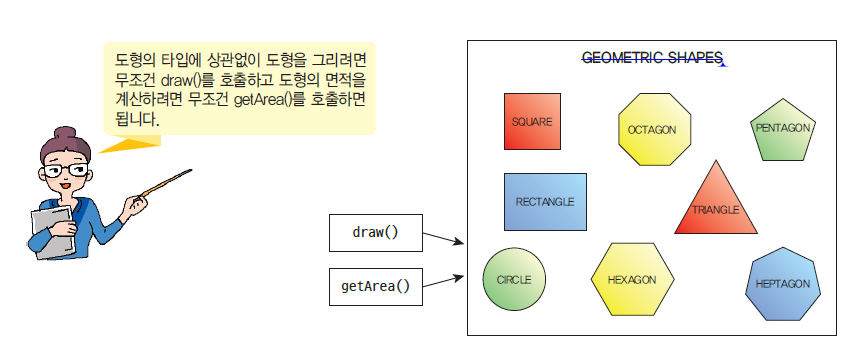 도형의 타입에 상관없이 도형을 그리려면
무조건 draw()를 호출하고 도형의 면적을
계산하려면 무조건 getArea()를 호출하면
됩니다.
GEOMETRIC SHAPES
SQUARE
OCTAGON
PENTAGON
RECTANGLE
TRIANGLE
draw()
CIRCLE
HEXAGON
HEPTAGON
getArea()